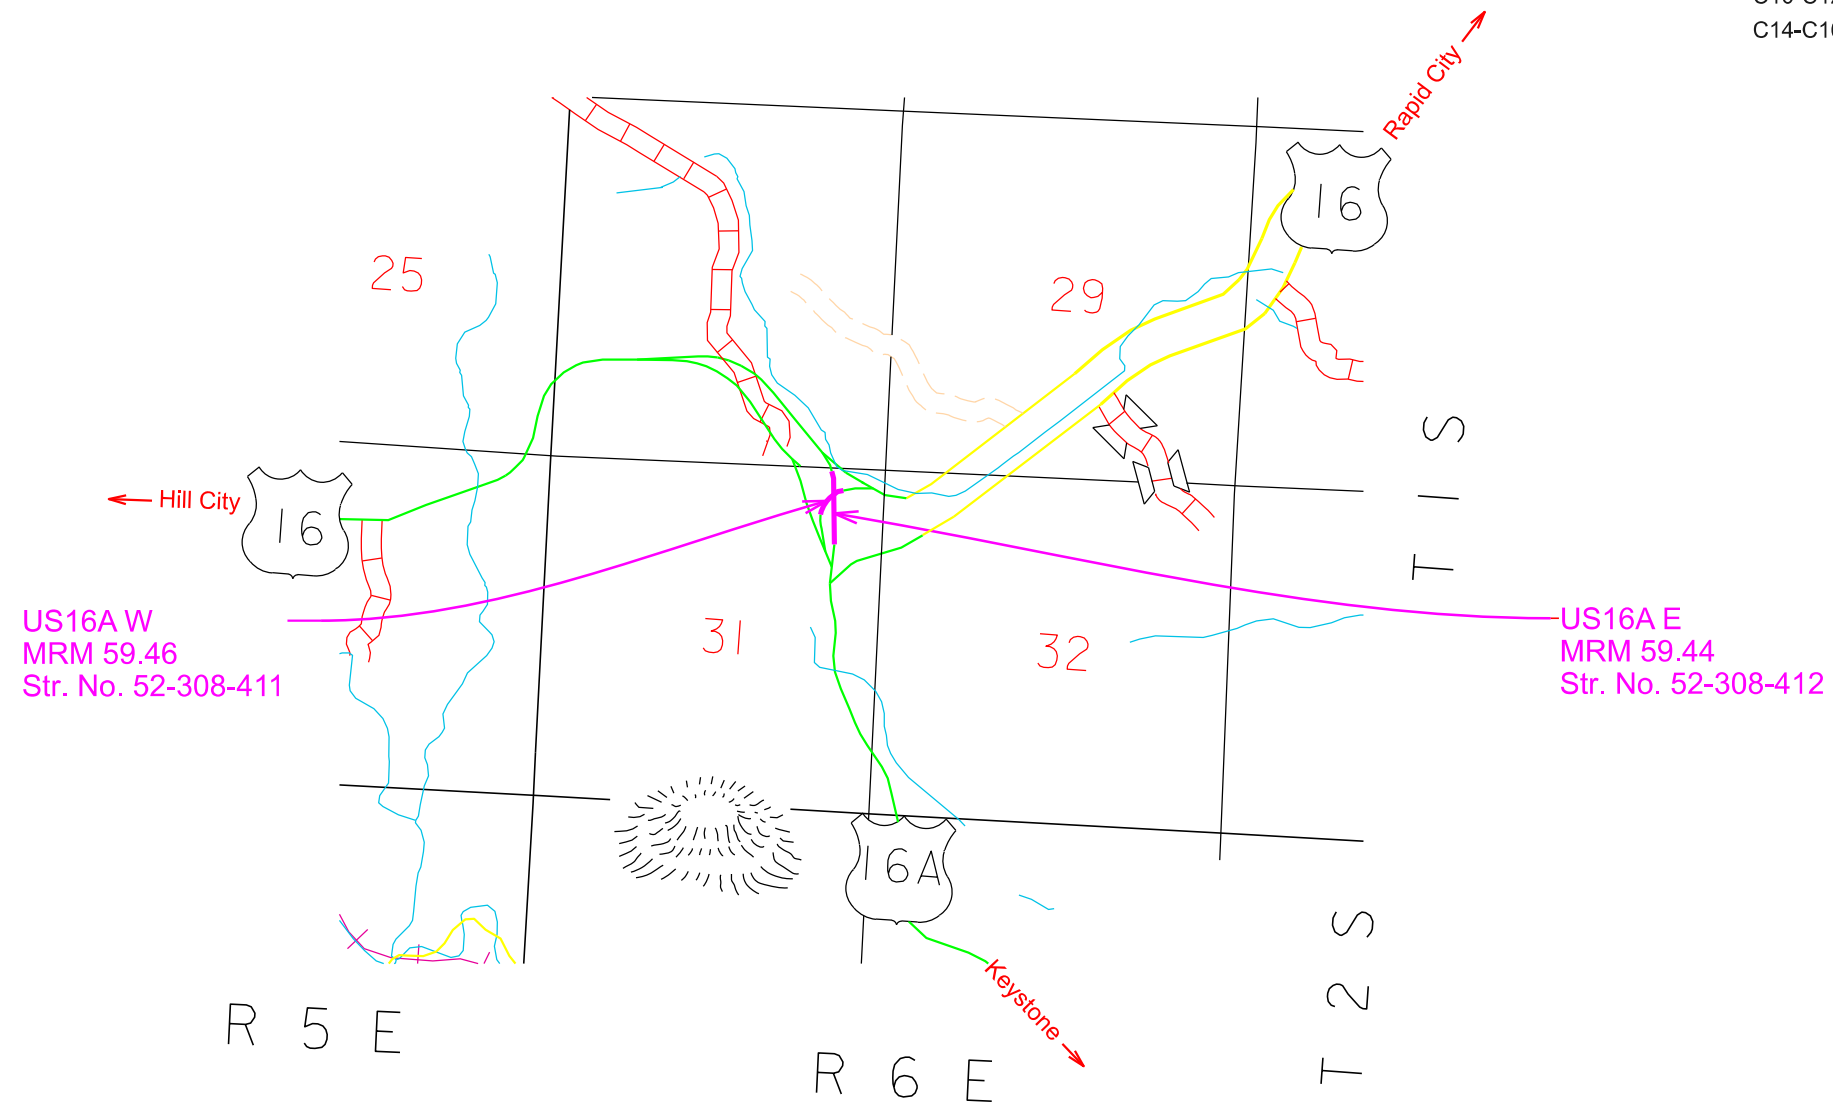 C14-C1
Rapid City
16
25
29
T 1 S
Hill City
16
US16A W
MRM 59.46
Str. No. 52-308-411
31
32
US16A E
MRM 59.44
Str. No. 52-308-412
16A
Keystone
T 2 S
R 5 E
R 6 E